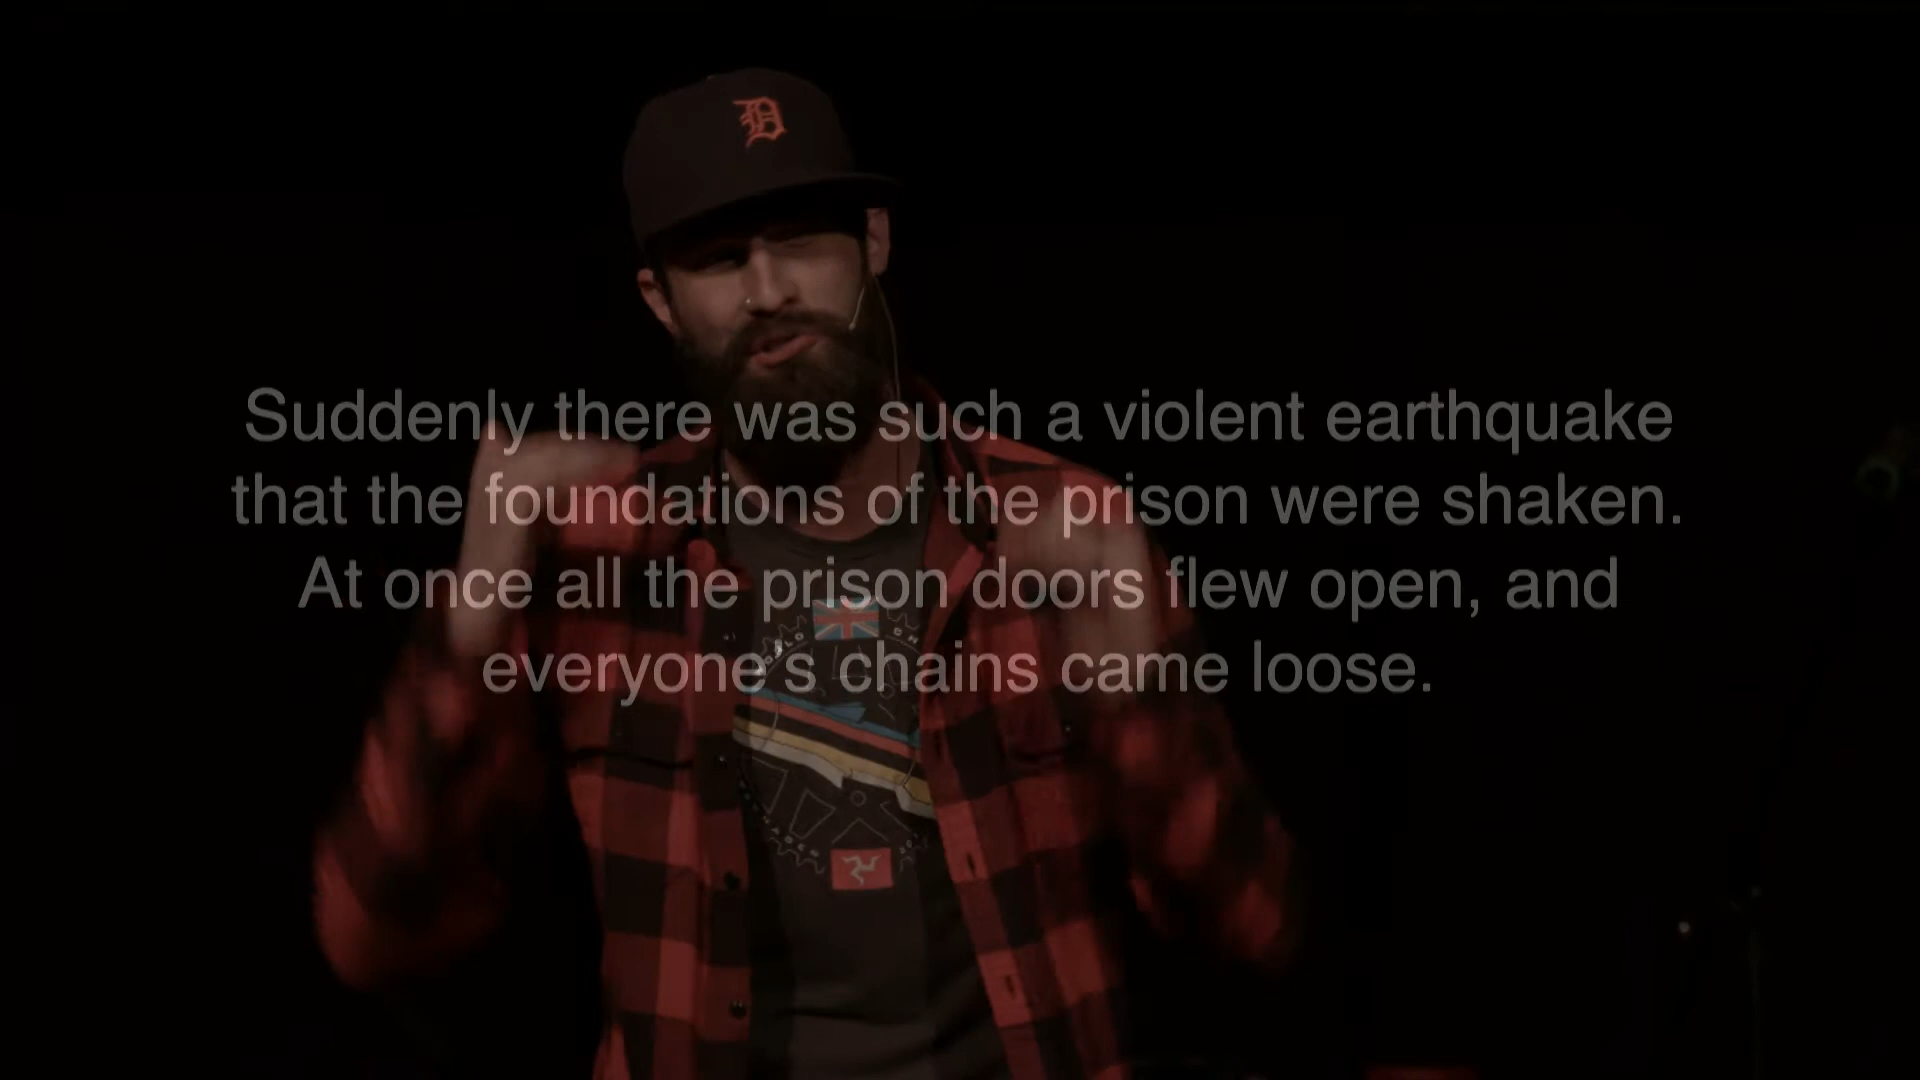 D
Suddenly there was such a violent earthquake
that the foundations of the prison were shaken.
At once all the prison doors flew open, and
everyone's chains came loose.